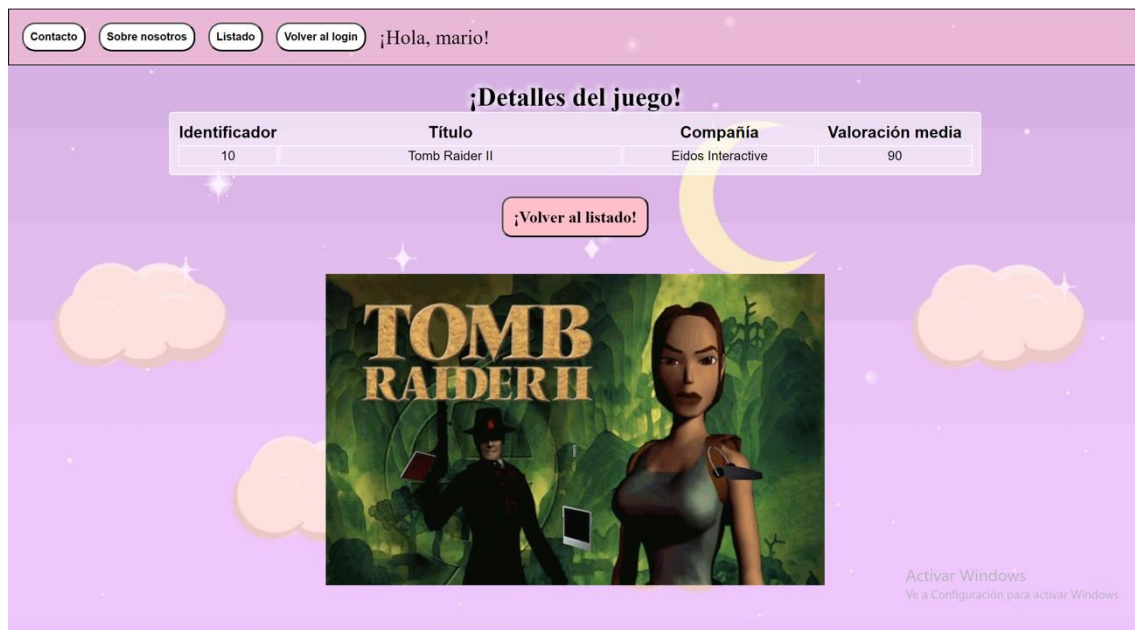 Contacto Sobre nosotros Listado Volver al login ¡Hola, mario!
¡Detalles del juego!
Identificador Título Compañía Valoración media
10 Tomb Raider II Eidos Interactive 90
¡Volver al listado!
TOMB
RAIDER II
Activar Windows
Ve a Configuración para activar Windows.